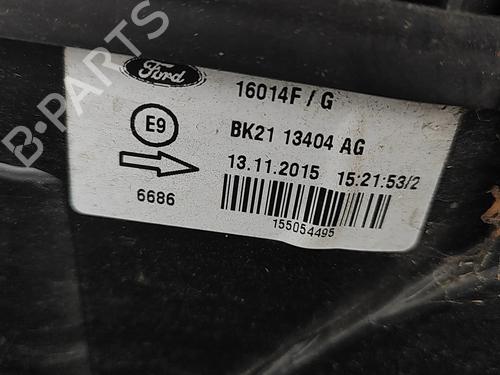 Ford
16014F / G
E9
BK21 13404 AG
13.11.2015 15:21:53/2
6686
155054495
B-Parts